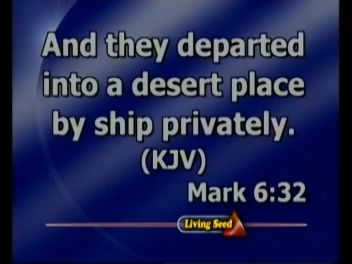 And they departed
into a desert place
by ship privately.
(KJV)
Mark 6:32
Living Seed